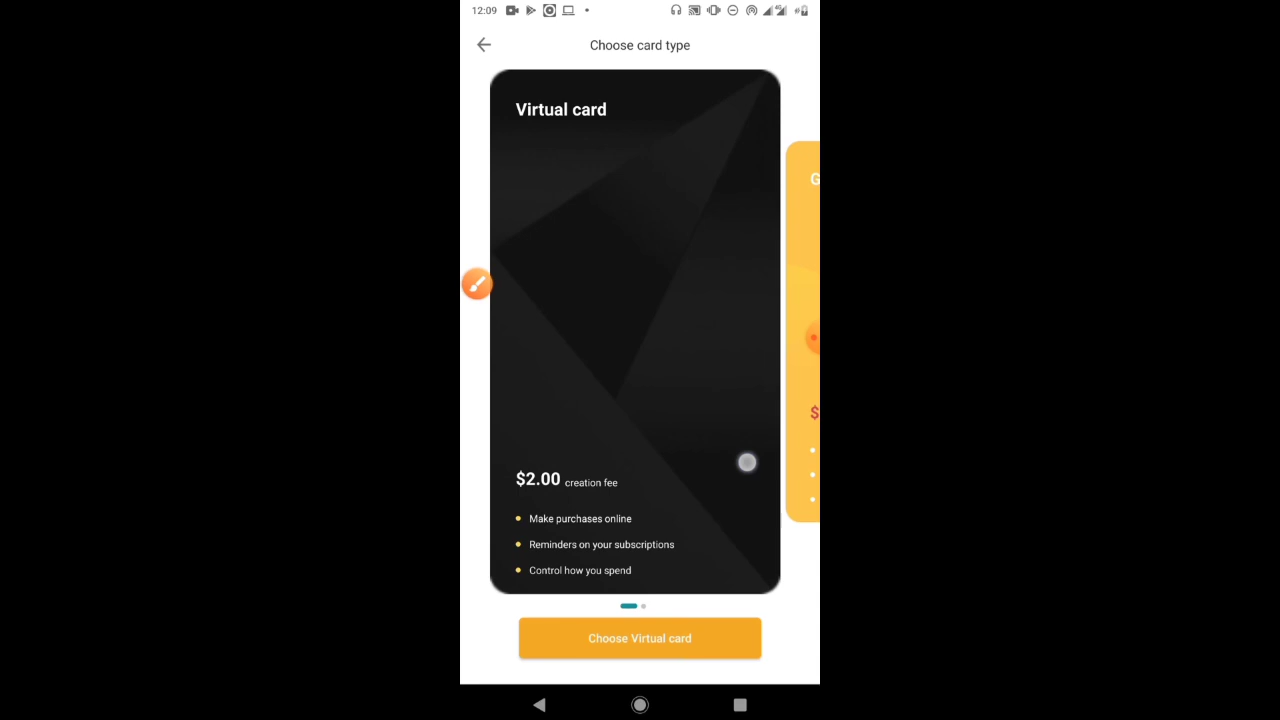 12:09
Choose card type
Virtual card
G
$
$2.00 creation fee
Make purchases online
Reminders on your subscriptions
Control how you spend
Choose Virtual card